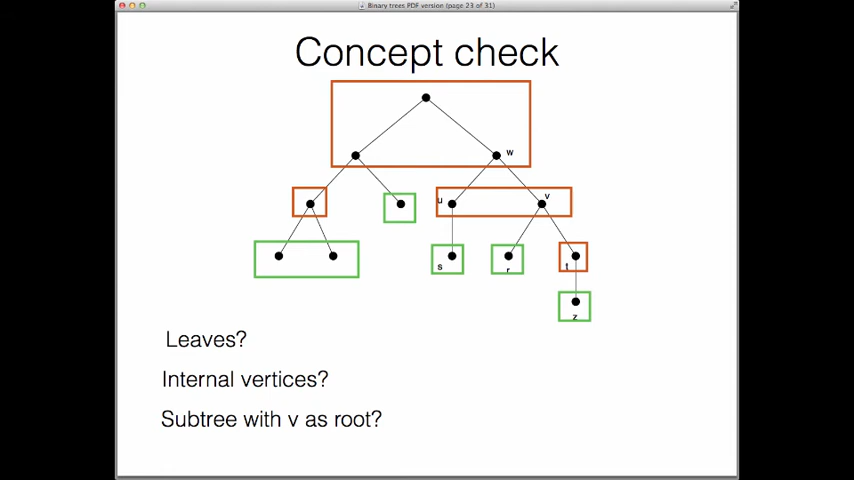 Binary trees PDF version (page 23 of 31)
Concept check
w
u
v
s
r
t
z
Leaves?
Internal vertices?
Subtree with v as root?